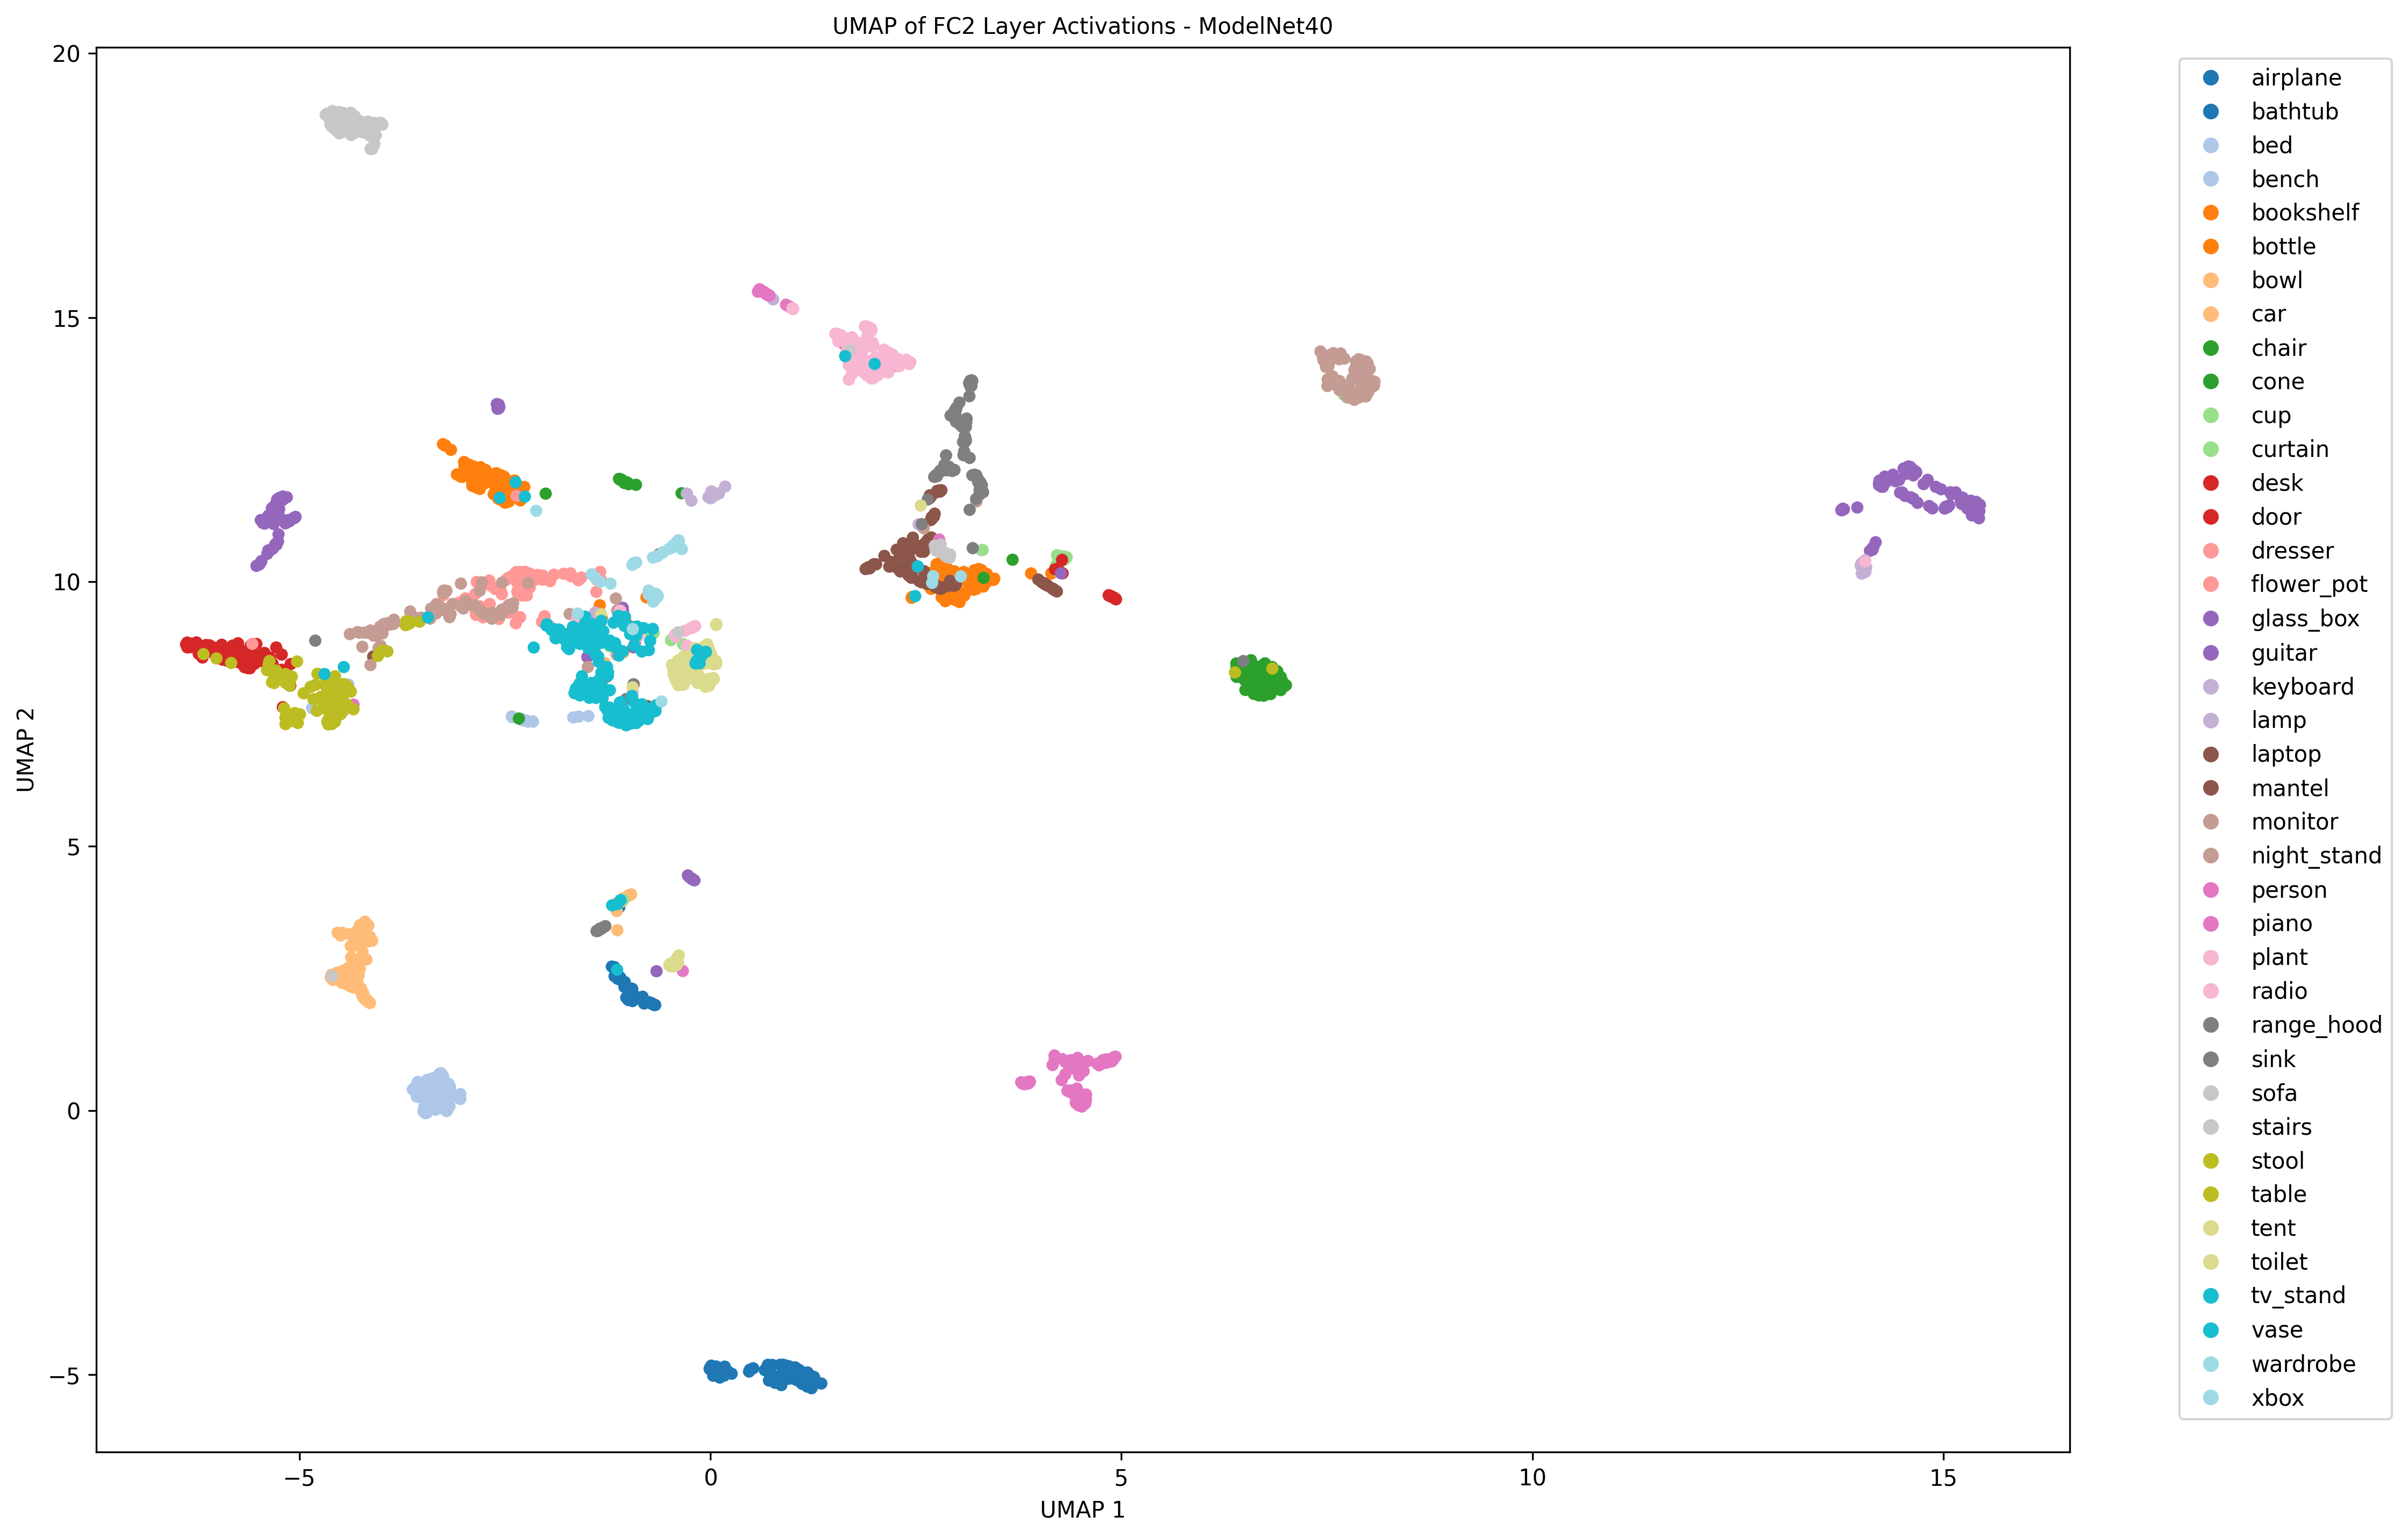 UMAP of FC2 Layer Activations - ModelNet40
20
15
10
5
0
−5
UMAP 2
−5
0
5
10
15
UMAP 1
airplane
bathtub
bed
bench
bookshelf
bottle
bowl
car
chair
cone
cup
curtain
desk
door
dresser
flower_pot
glass_box
guitar
keyboard
lamp
laptop
mantel
monitor
night_stand
person
piano
plant
radio
range_hood
sink
sofa
stairs
stool
table
tent
toilet
tv_stand
vase
wardrobe
xbox